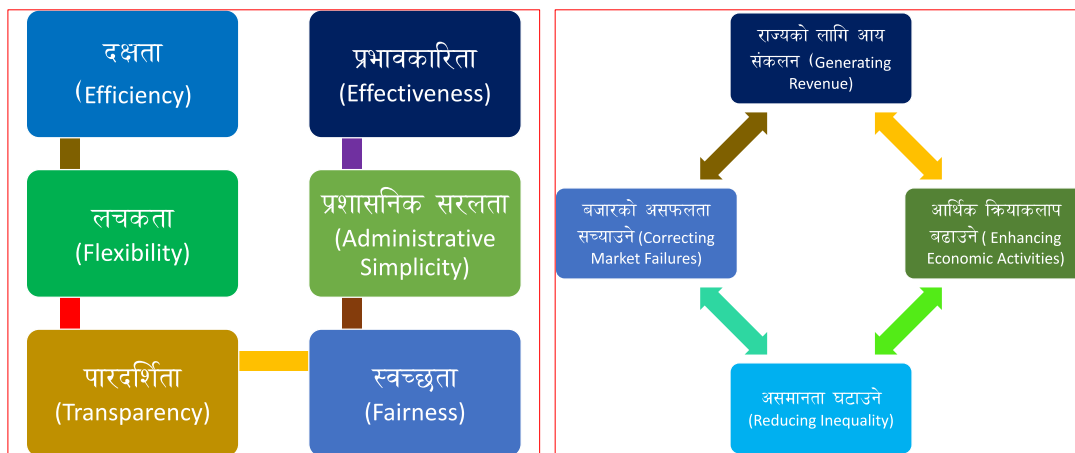 दक्षता
(Efficiency)
प्रभावकारिता
(Effectiveness)
लचकता
(Flexibility)
प्रशासनिक सरलता
(Administrative
Simplicity)
पारदर्शिता
(Transparency)
स्वच्छता
(Fairness)
राज्यको लागि आय
संकलन (Generating
Revenue)
बजारको असफलता
सच्याउने (Correcting
Market Failures)
आर्थिक क्रियाकलाप
बढाउने ( Enhancing
Economic Activities)
असमानता घटाउने
(Reducing Inequality)